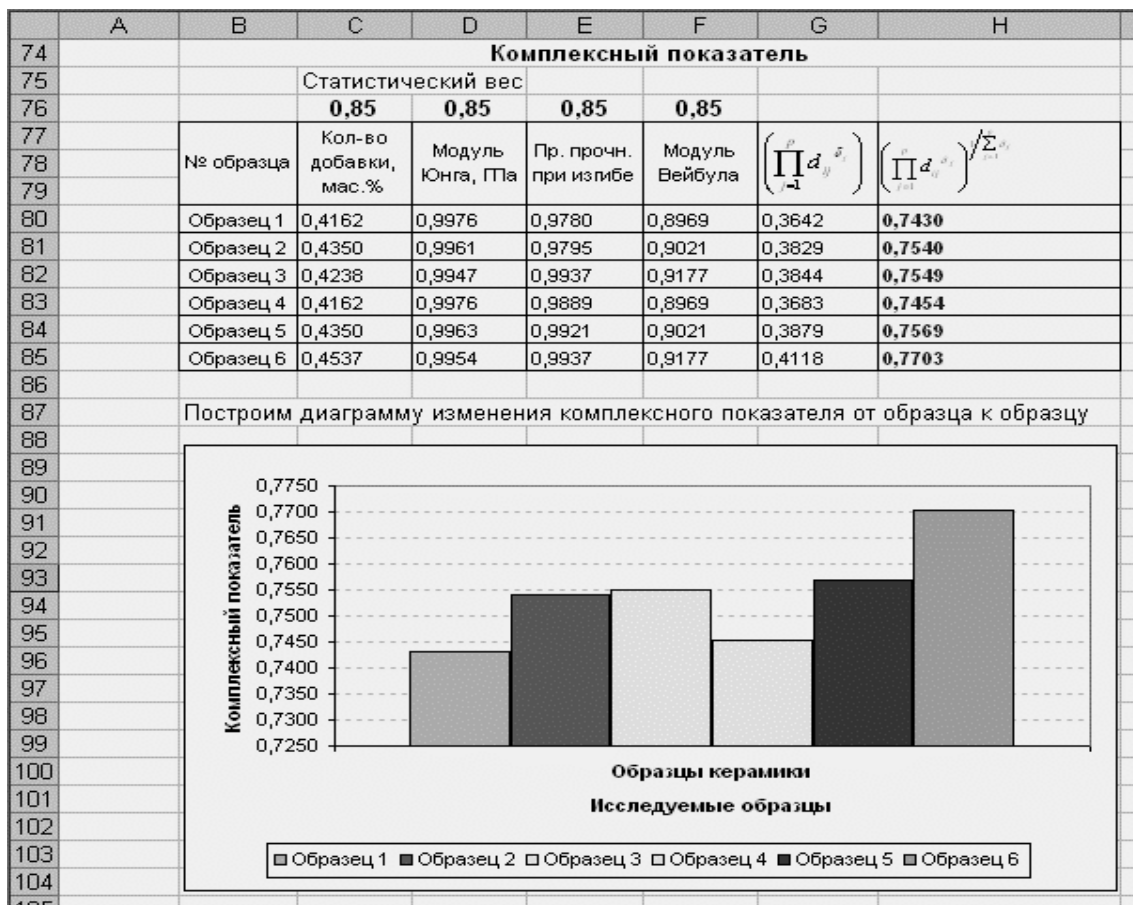 A B C D E F G H
74 Комплексный показатель
75 Статистический вес
76 0,85 0,85 0,85 0,85
77 78 79 № образца Кол-во добавки, мас.% Модуль Юнга, ГПа Пр. прочн. при изгибе Модуль Вейбула
80 Образец 1 0,4162 0,9976 0,9780 0,8969 0,3642 0,7430
81 Образец 2 0,4350 0,9961 0,9795 0,9021 0,3829 0,7540
82 Образец 3 0,4238 0,9947 0,9937 0,9177 0,3844 0,7549
83 Образец 4 0,4162 0,9976 0,9889 0,8969 0,3683 0,7454
84 Образец 5 0,4350 0,9963 0,9921 0,9021 0,3879 0,7569
85 Образец 6 0,4537 0,9954 0,9937 0,9177 0,4118 0,7703
86
87 Построим диаграмму изменения комплексного показателя от образца к образцу
88
89
90
91
92
93
94
95
96
97
98
99
100
101
102
103
104
Комплексный показатель
0,7750
0,7700
0,7650
0,7600
0,7550
0,7500
0,7450
0,7400
0,7350
0,7300
0,7250
Образцы керамики
Исследуемые образцы
Образец 1 Образец 2 Образец 3 Образец 4 Образец 5 Образец 6